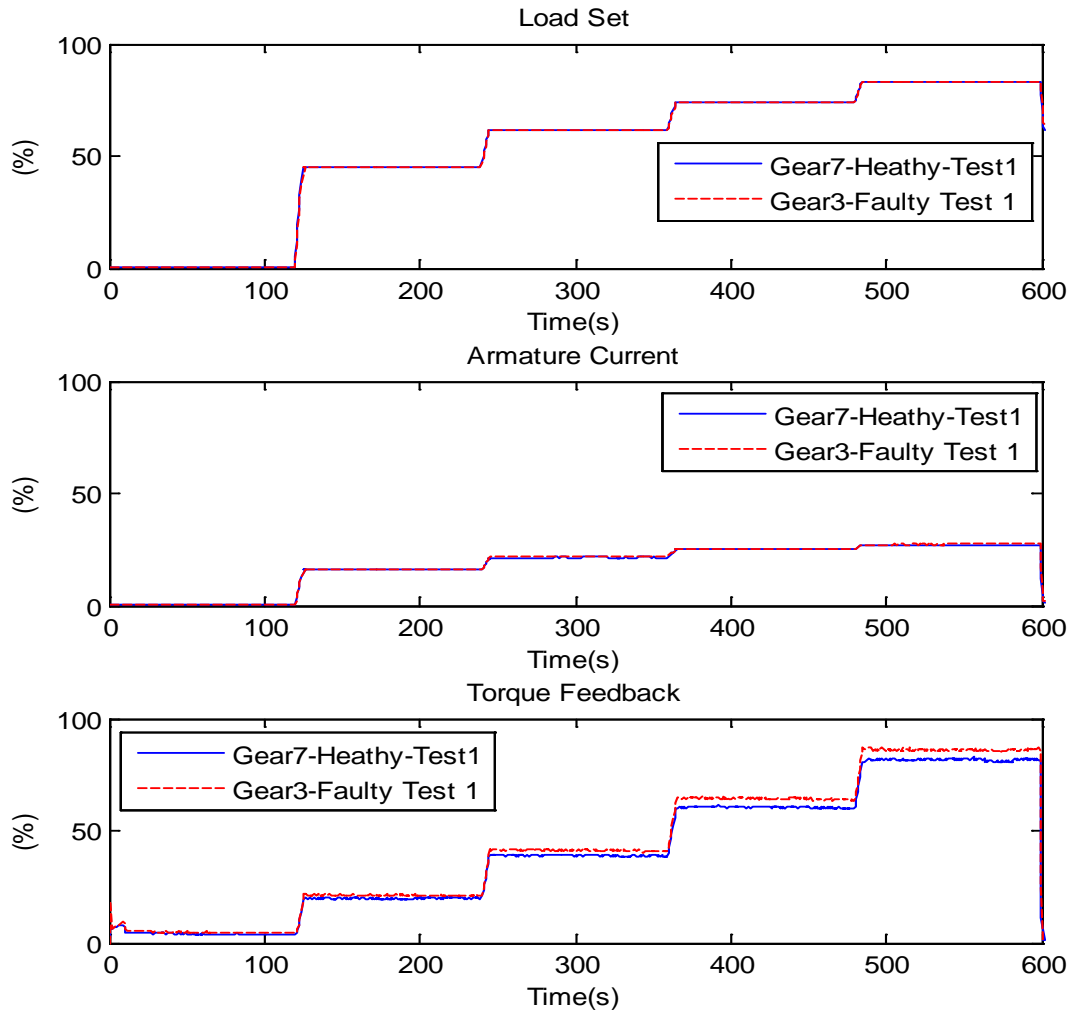 Load Set
100
50
0
(%)
Gear7-Heathy-Test1
Gear3-Faulty Test 1
0 100 200 300 400 500 600
Time(s)
Armature Current
100
50
0
(%)
Gear7-Heathy-Test1
Gear3-Faulty Test 1
0 100 200 300 400 500 600
Time(s)
Torque Feedback
100
50
0
(%)
Gear7-Heathy-Test1
Gear3-Faulty Test 1
0 100 200 300 400 500 600
Time(s)